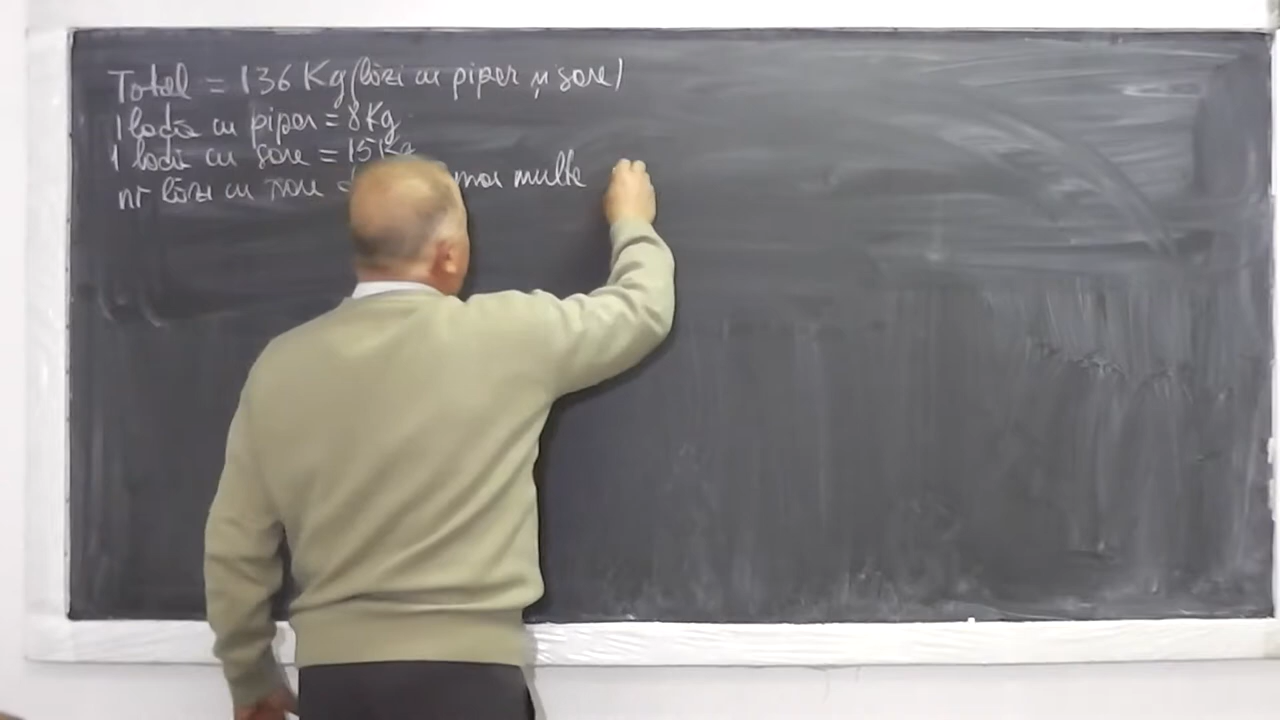 Total = 136 Kg (lăzi cu piper și sare)
1 ladă cu piper = 8 Kg
1 ladă cu sare = 15 Kg
nr lăzi cu sare mai multe